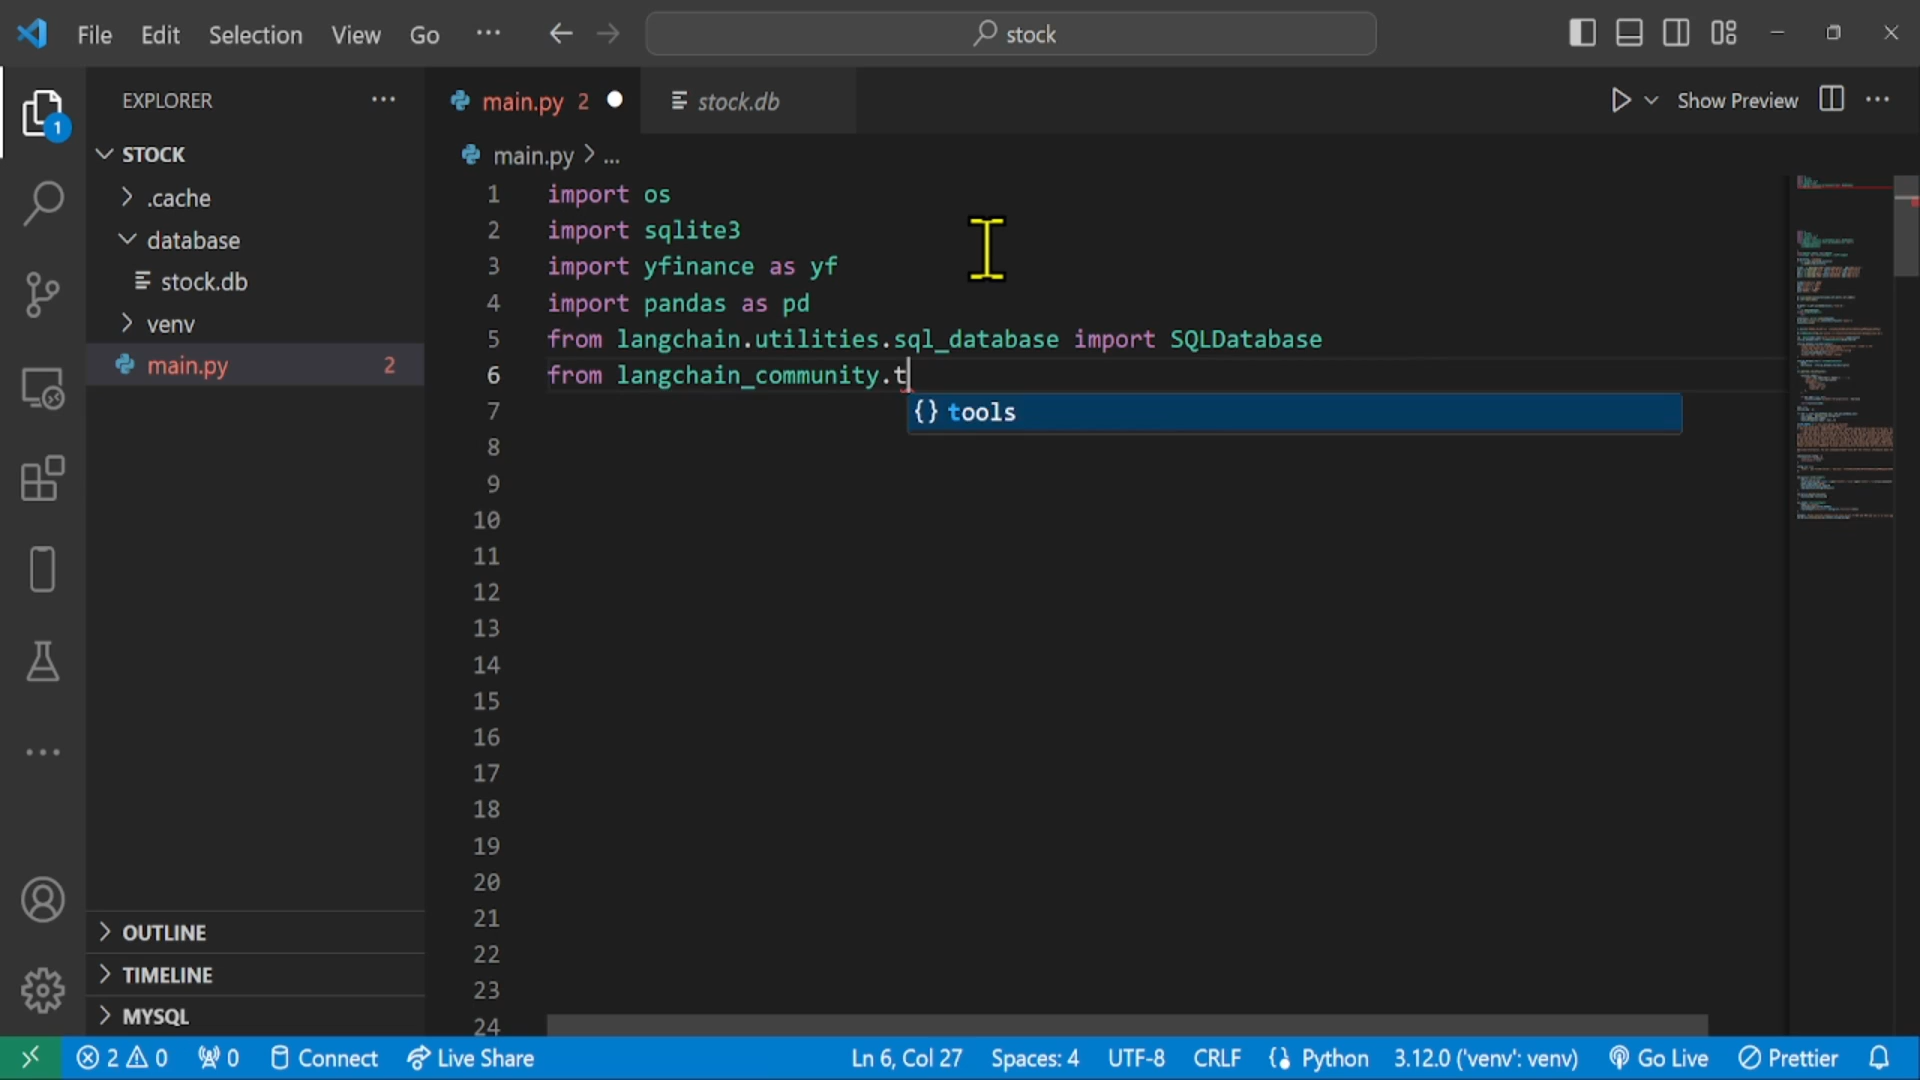 File Edit Selection View Go ... stock
EXPLORER ...
main.py 2
stock.db
Show Preview ...
STOCK
.cache
database
stock.db
venv
main.py 2
main.py > ...
1 import os
2 import sqlite3
3 import yfinance as yf
4 import pandas as pd
5 from langchain.utilities.sql_database import SQLDatabase
6 from langchain_community.t
{} tools
7
8
9
10
11
12
13
14
15
16
17
18
19
20
21
22
23
24
1
OUTLINE
TIMELINE
MYSQL
2 0 0 Connect Live Share Ln 6, Col 27 Spaces: 4 UTF-8 CRLF {} Python 3.12.0 ('venv': venv) Go Live Prettier